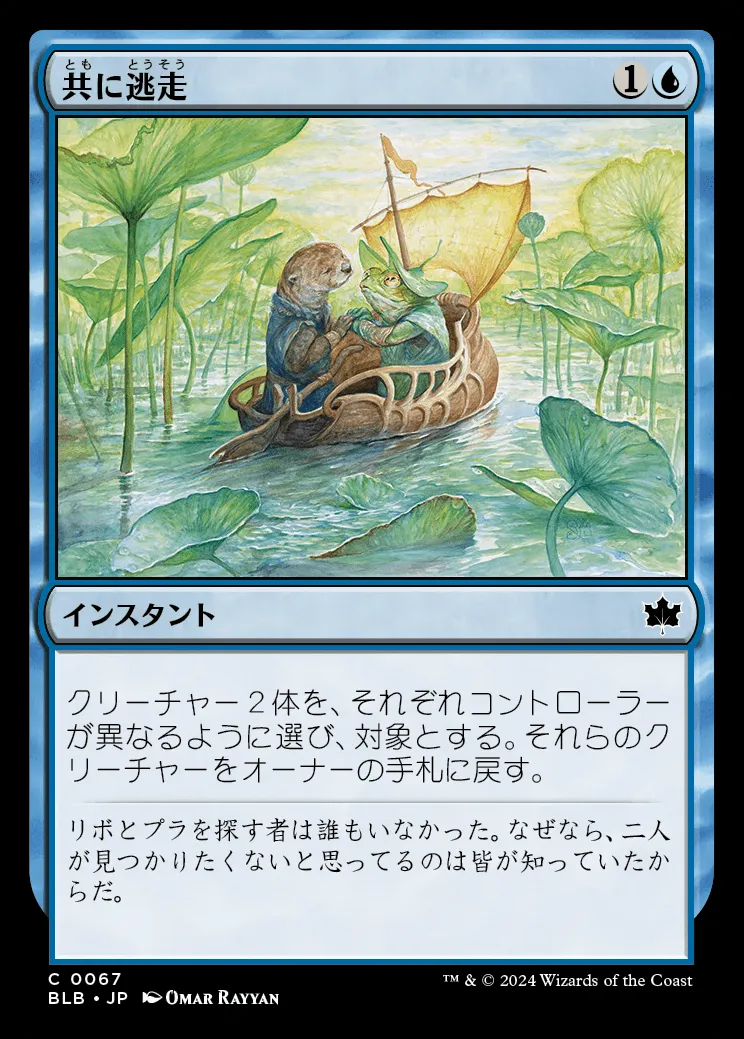 とも とうそう
共に逃走
1
インスタント
クリーチャー2体を、それぞれコントローラー
が異なるように選び、対象とする。それらのク
リーチャーをオーナーの手札に戻す。
リボとプラを探す者は誰もいなかった。なぜなら、二人
が見つかりたくないと思ってるのは皆が知っていたか
らだ。
C 0067
™ & © 2024 Wizards of the Coast
BLB • JP OMAR RAYYAN